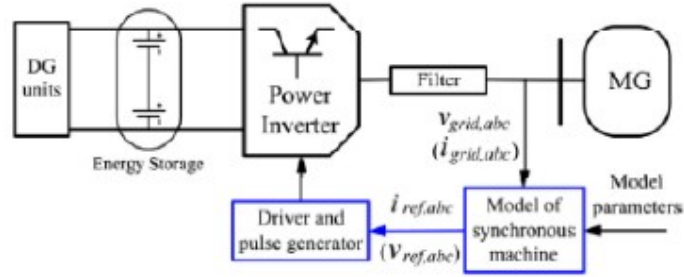 DG
units
Energy Storage
Power
Inverter
Filter
MG
v_grid,abc
(i_grid,abc)
Driver and
pulse generator
i_ref,abc
(v_ref,abc)
Model of
synchronous
machine
Model
parameters